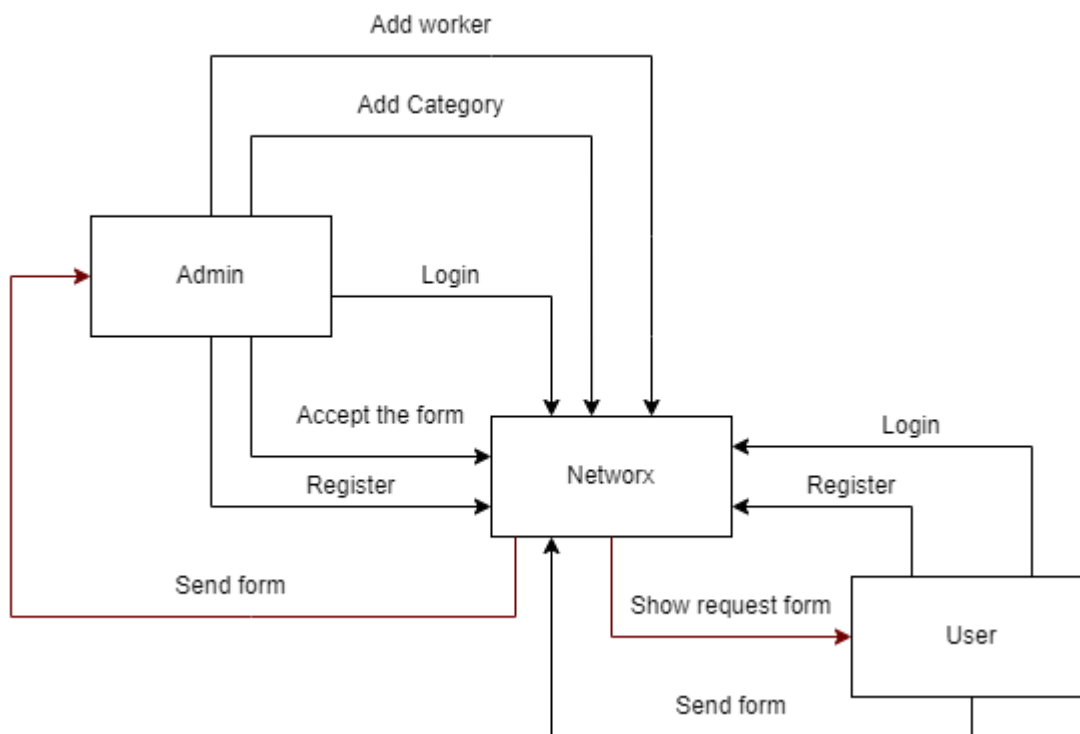 Add worker
Add Category
Admin
Login
Accept the form
Login
Networx
Register
Register
Send form
Show request form
User
Send form